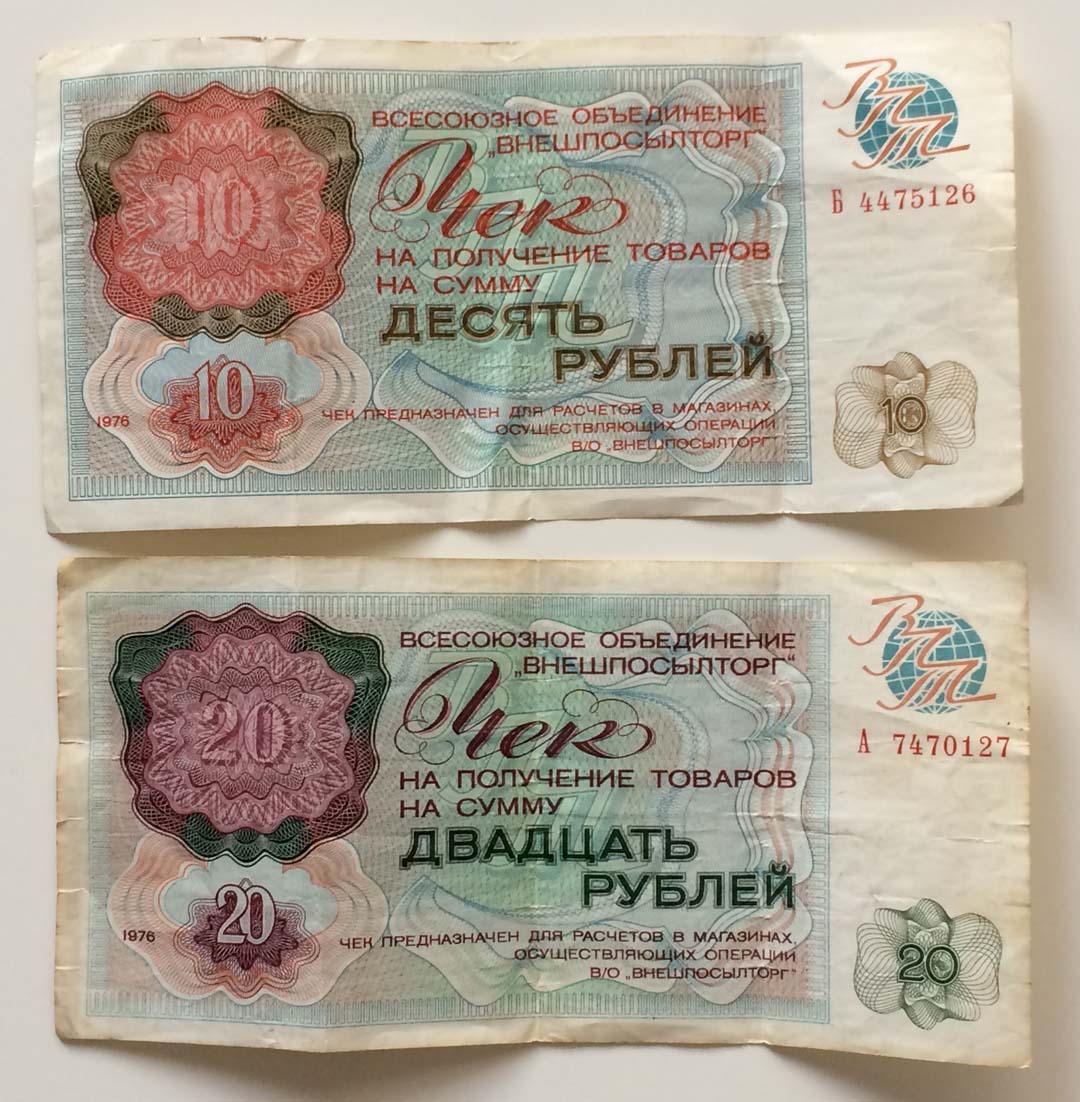 ВСЕСОЮЗНОЕ ОБЪЕДИНЕНИЕ
„ВНЕШПОСЫЛТОРГ"
Чек
НА ПОЛУЧЕНИЕ ТОВАРОВ
НА СУММУ
ДЕСЯТЬ
РУБЛЕЙ
ЧЕК ПРЕДНАЗНАЧЕН ДЛЯ РАСЧЕТОВ В МАГАЗИНАХ,
ОСУЩЕСТВЛЯЮЩИХ ОПЕРАЦИИ
В/О „ВНЕШПОСЫЛТОРГ"
10
10
1976
ВПТ
Б 4475126
10
ВСЕСОЮЗНОЕ ОБЪЕДИНЕНИЕ
„ВНЕШПОСЫЛТОРГ"
Чек
НА ПОЛУЧЕНИЕ ТОВАРОВ
НА СУММУ
ДВАДЦАТЬ
РУБЛЕЙ
ЧЕК ПРЕДНАЗНАЧЕН ДЛЯ РАСЧЕТОВ В МАГАЗИНАХ,
ОСУЩЕСТВЛЯЮЩИХ ОПЕРАЦИИ
В/О „ВНЕШПОСЫЛТОРГ"
20
20
1976
ВПТ
А 7470127
20